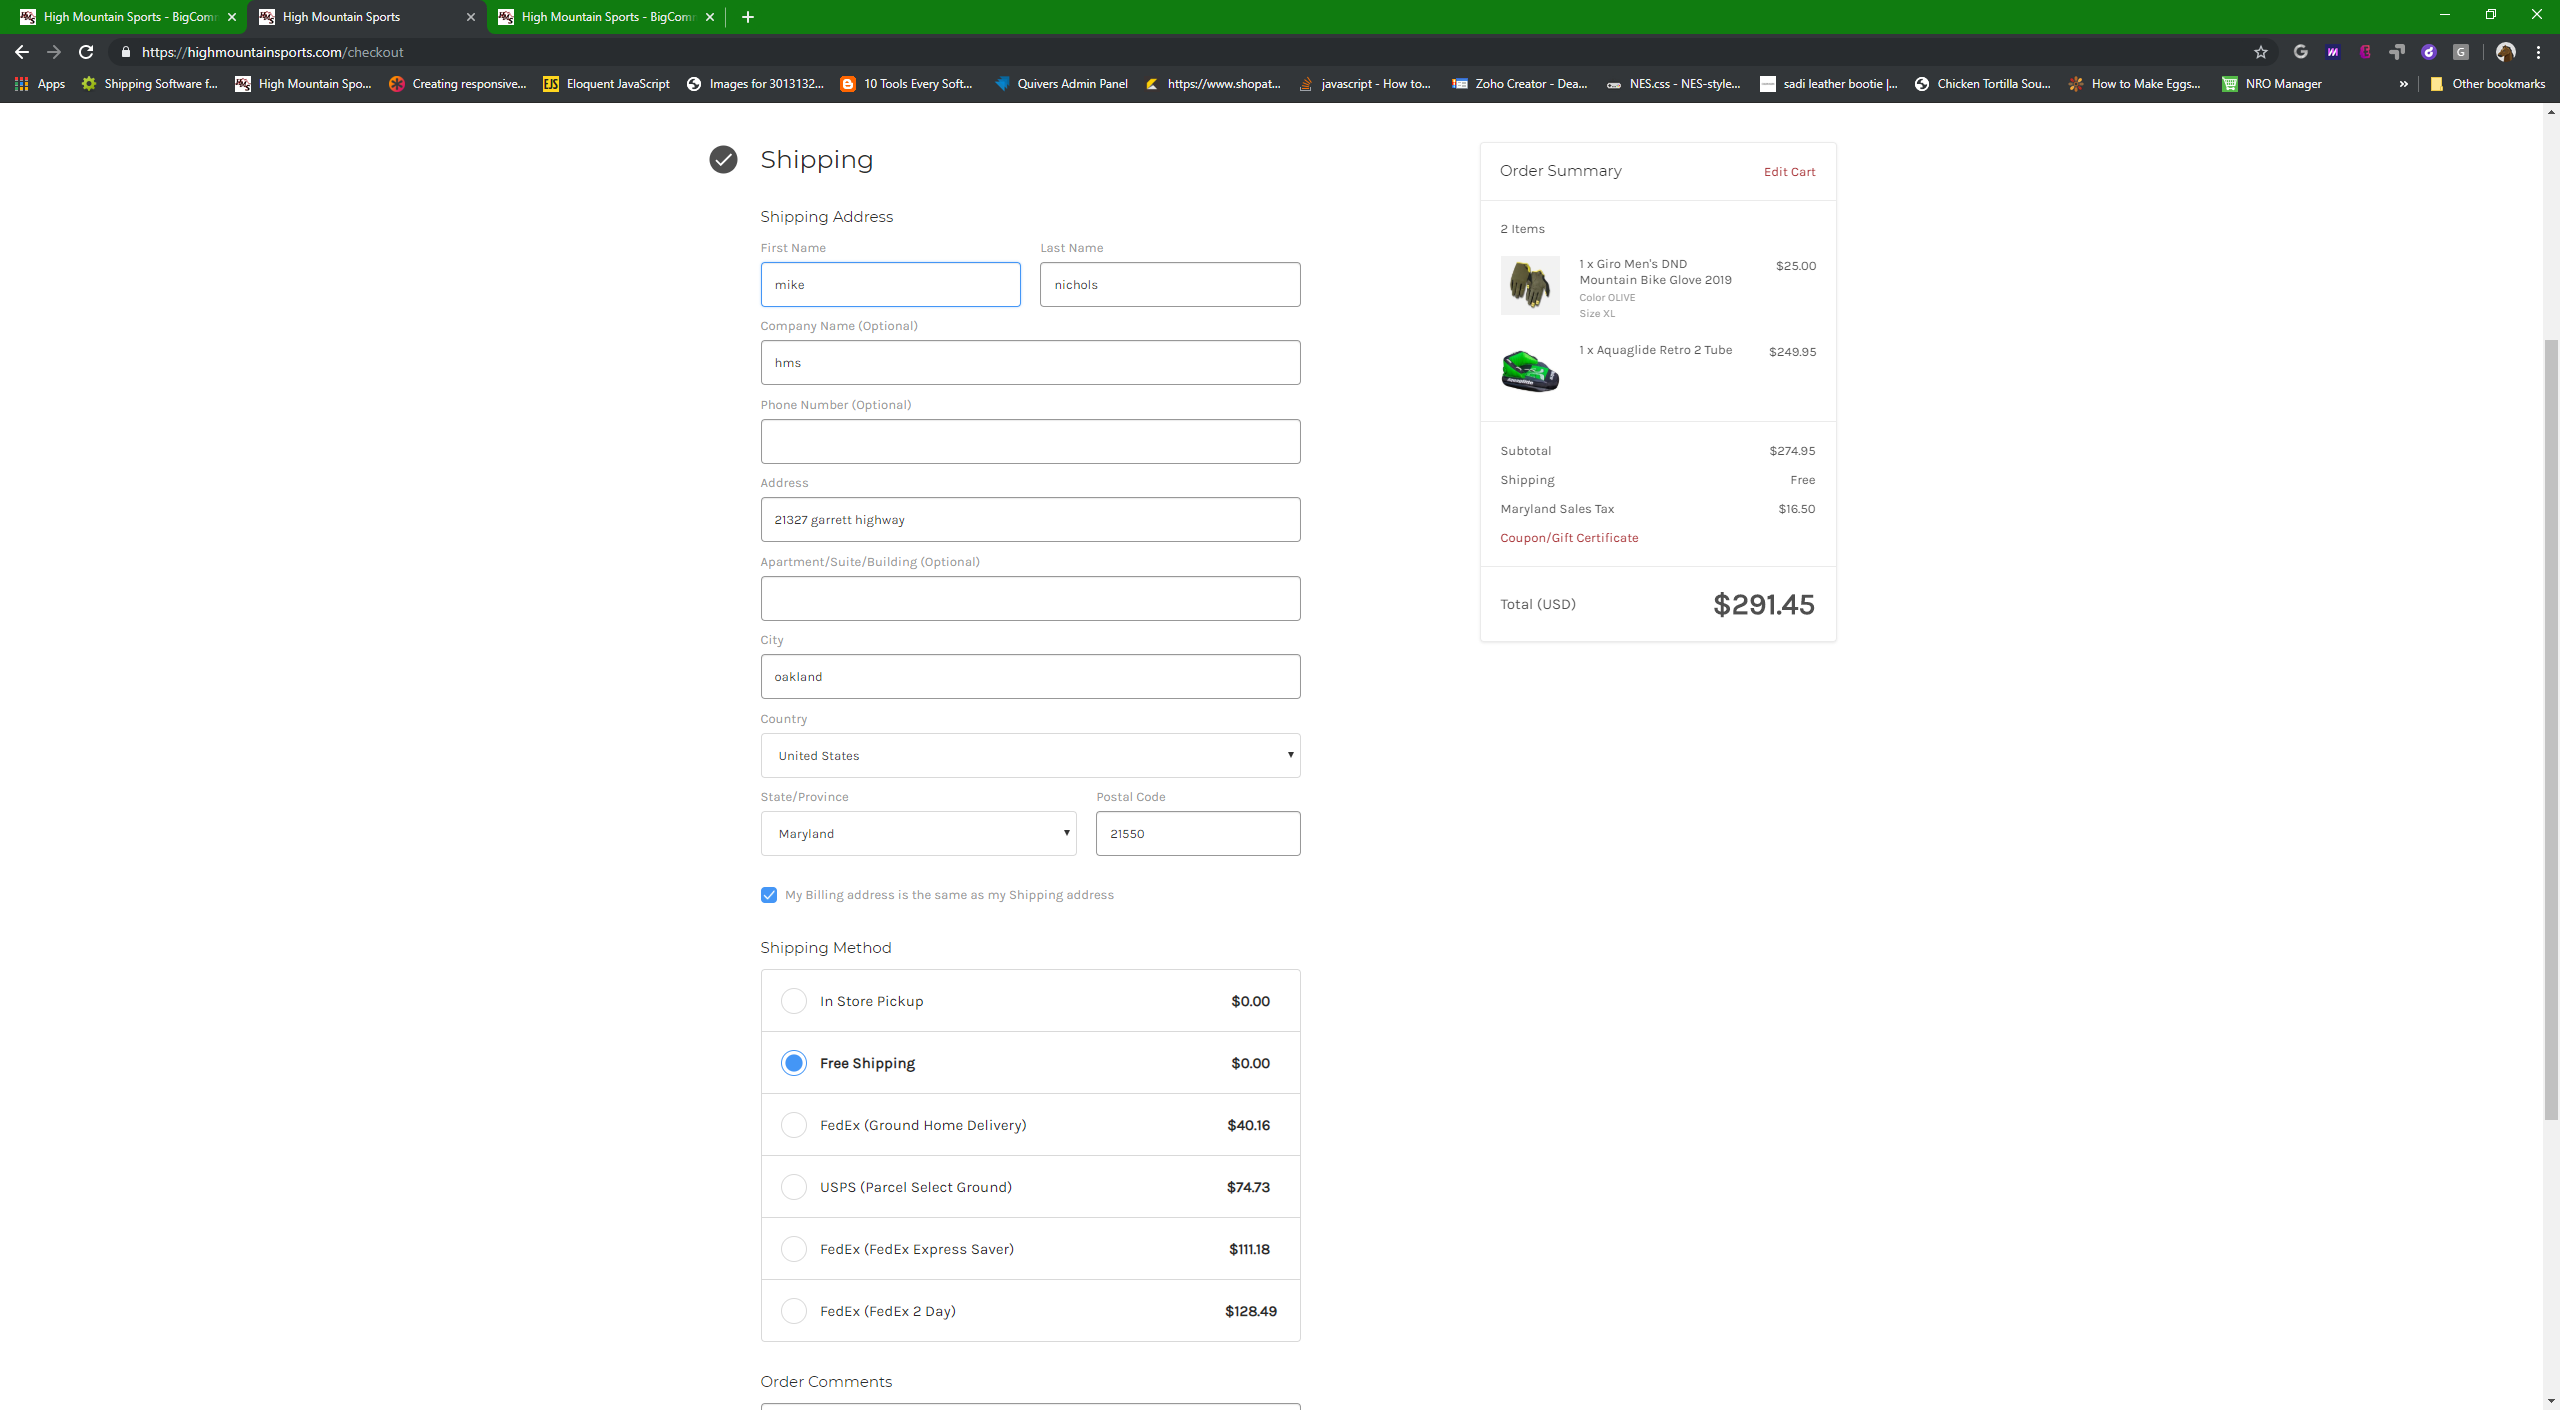 High Mountain Sports - BigComm
High Mountain Sports
High Mountain Sports - BigComm
https://highmountainsports.com/checkout
Apps
Shipping Software f...
High Mountain Spo...
Creating responsive...
EJS
Eloquent JavaScript
Images for 3013132...
10 Tools Every Soft...
Quivers Admin Panel
https://www.shopat...
javascript - How to...
Zoho Creator - Dea...
NES.css - NES-style...
sadi leather bootie |...
Chicken Tortilla Sou...
How to Make Eggs...
NRO Manager
»
Other bookmarks
Shipping
Shipping Address
First Name
Last Name
mike
nichols
Company Name (Optional)
hms
Phone Number (Optional)
Address
21327 garrett highway
Apartment/Suite/Building (Optional)
City
oakland
Country
United States
State/Province
Postal Code
Maryland
21550
My Billing address is the same as my Shipping address
Shipping Method
In Store Pickup $0.00
Free Shipping $0.00
FedEx (Ground Home Delivery) $40.16
USPS (Parcel Select Ground) $74.73
FedEx (FedEx Express Saver) $111.18
FedEx (FedEx 2 Day) $128.49
Order Comments
Order Summary Edit Cart
2 Items
1 x Giro Men's DND $25.00
Mountain Bike Glove 2019
Color OLIVE
Size XL
1 x Aquaglide Retro 2 Tube $249.95
Subtotal $274.95
Shipping Free
Maryland Sales Tax $16.50
Coupon/Gift Certificate
Total (USD) $291.45